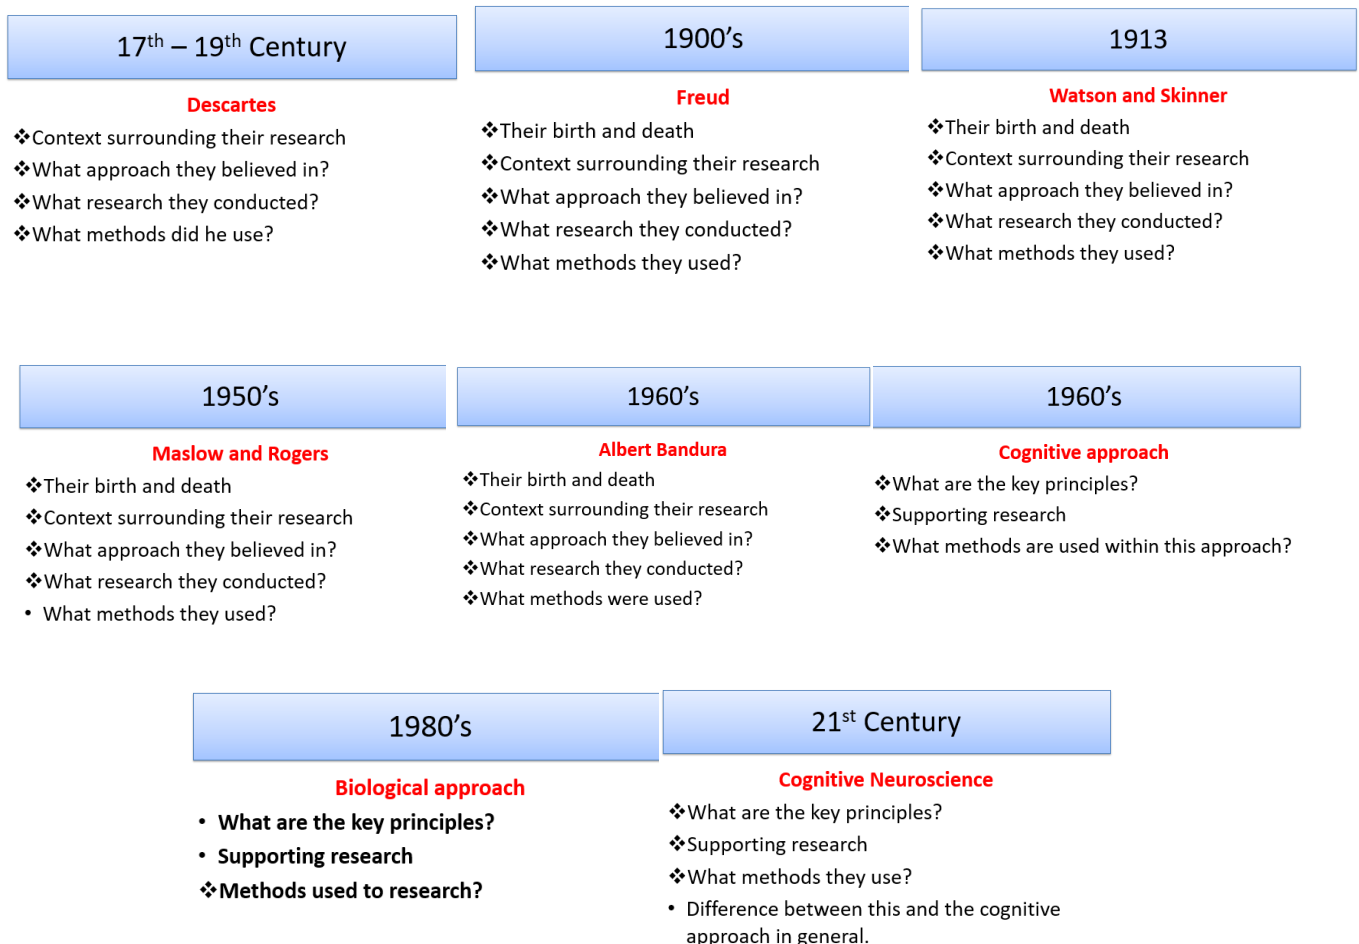 17th – 19th Century
Descartes
❖Context surrounding their research
❖What approach they believed in?
❖What research they conducted?
❖What methods did he use?
1900's
Freud
❖Their birth and death
❖Context surrounding their research
❖What approach they believed in?
❖What research they conducted?
❖What methods they used?
1913
Watson and Skinner
❖Their birth and death
❖Context surrounding their research
❖What approach they believed in?
❖What research they conducted?
❖What methods they used?
1950's
Maslow and Rogers
❖Their birth and death
❖Context surrounding their research
❖What approach they believed in?
❖What research they conducted?
• What methods they used?
1960's
Albert Bandura
❖Their birth and death
❖Context surrounding their research
❖What approach they believed in?
❖What research they conducted?
❖What methods were used?
1960's
Cognitive approach
❖What are the key principles?
❖Supporting research
❖What methods are used within this approach?
1980's
Biological approach
• What are the key principles?
• Supporting research
❖Methods used to research?
21st Century
Cognitive Neuroscience
❖What are the key principles?
❖Supporting research
❖What methods they use?
• Difference between this and the cognitive
approach in general.